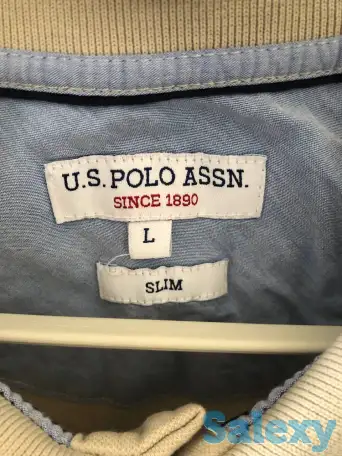 U.S. POLO ASSN.
SINCE 1890
L
SLIM
Salexy